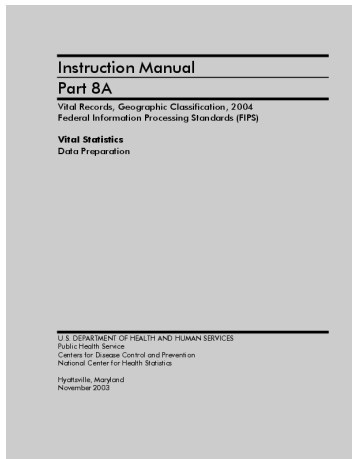 Instruction Manual
Part 8A
Vital Records, Geographic Classification, 2004
Federal Information Processing Standards (FIPS)
Vital Statistics
Data Preparation
U.S. DEPARTMENT OF HEALTH AND HUMAN SERVICES
Public Health Service
Centers for Disease Control and Prevention
National Center for Health Statistics
Hyattsville, Maryland
November 2003